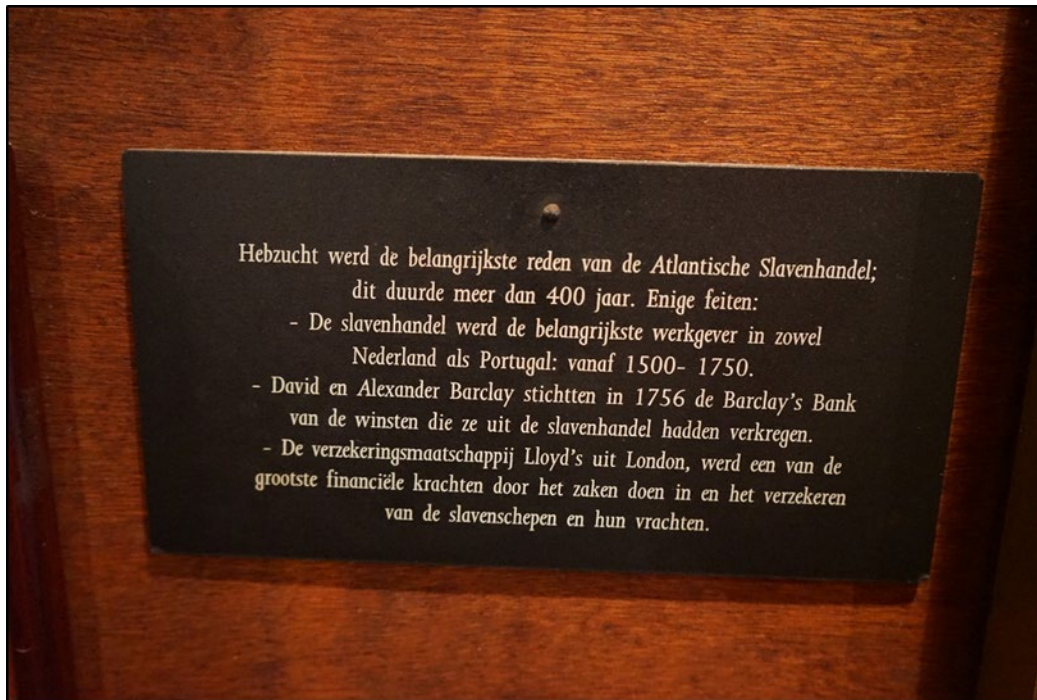 Hebzucht werd de belangrijkste reden van de Atlantische Slavenhandel;
dit duurde meer dan 400 jaar. Enige feiten:
- De slavenhandel werd de belangrijkste werkgever in zowel
Nederland als Portugal: vanaf 1500- 1750.
- David en Alexander Barclay stichtten in 1756 de Barclay's Bank
van de winsten die ze uit de slavenhandel hadden verkregen.
- De verzekeringsmaatschappij Lloyd's uit London, werd een van de
grootste financiële krachten door het zaken doen in en het verzekeren
van de slavenschepen en hun vrachten.